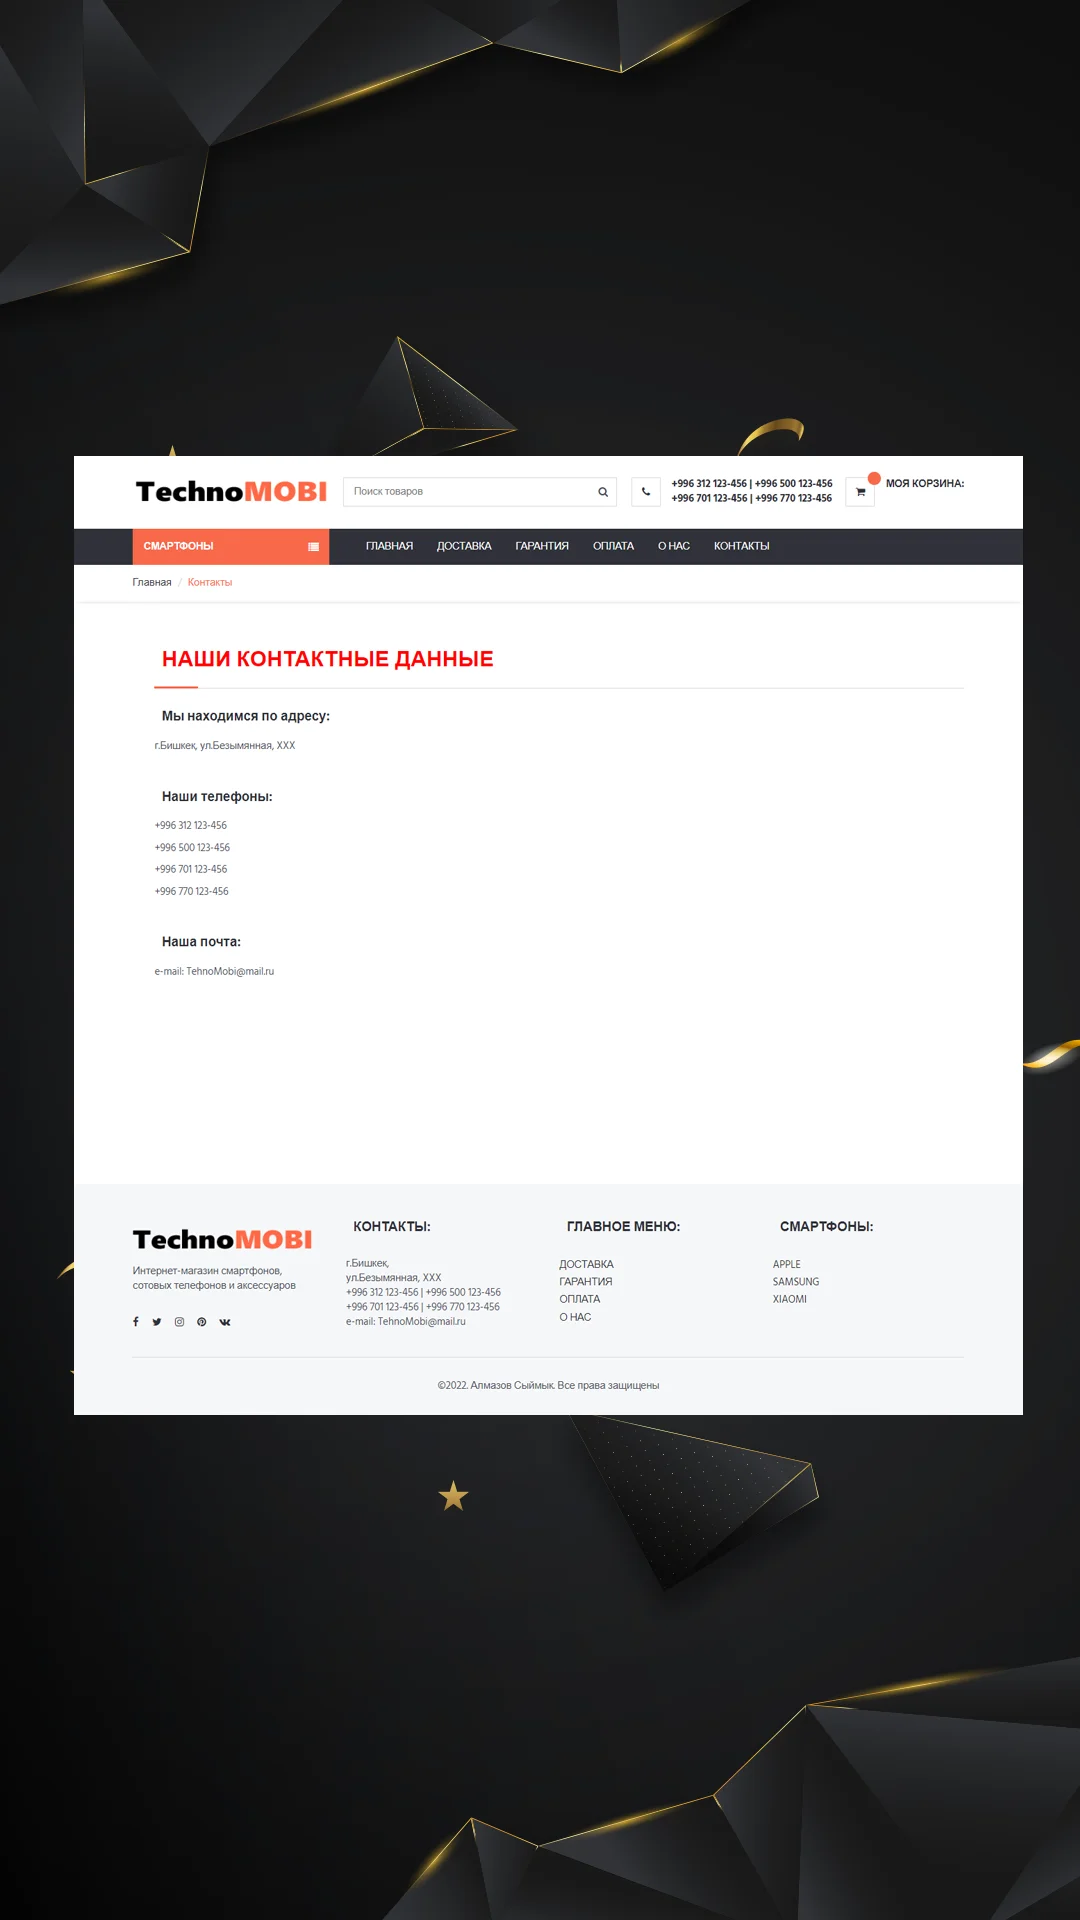 TechnoMOBI
Поиск товаров
+996 312 123-456 | +996 500 123-456
+996 701 123-456 | +996 770 123-456
МОЯ КОРЗИНА:
СМАРТФОНЫ
ГЛАВНАЯ ДОСТАВКА ГАРАНТИЯ ОПЛАТА О НАС КОНТАКТЫ
Главная / Контакты
НАШИ КОНТАКТНЫЕ ДАННЫЕ
Мы находимся по адресу:
г.Бишкек, ул.Безымянная, XXX
Наши телефоны:
+996 312 123-456
+996 500 123-456
+996 701 123-456
+996 770 123-456
Наша почта:
e-mail: TehnoMobi@mail.ru
TechnoMOBI
Интернет-магазин смартфонов,
сотовых телефонов и аксессуаров
КОНТАКТЫ:
г.Бишкек,
ул.Безымянная, XXX
+996 312 123-456 | +996 500 123-456
+996 701 123-456 | +996 770 123-456
e-mail: TehnoMobi@mail.ru
ГЛАВНОЕ МЕНЮ:
ДОСТАВКА
ГАРАНТИЯ
ОПЛАТА
О НАС
СМАРТФОНЫ:
APPLE
SAMSUNG
XIAOMI
©2022. Алмазов Сыймык. Все права защищены